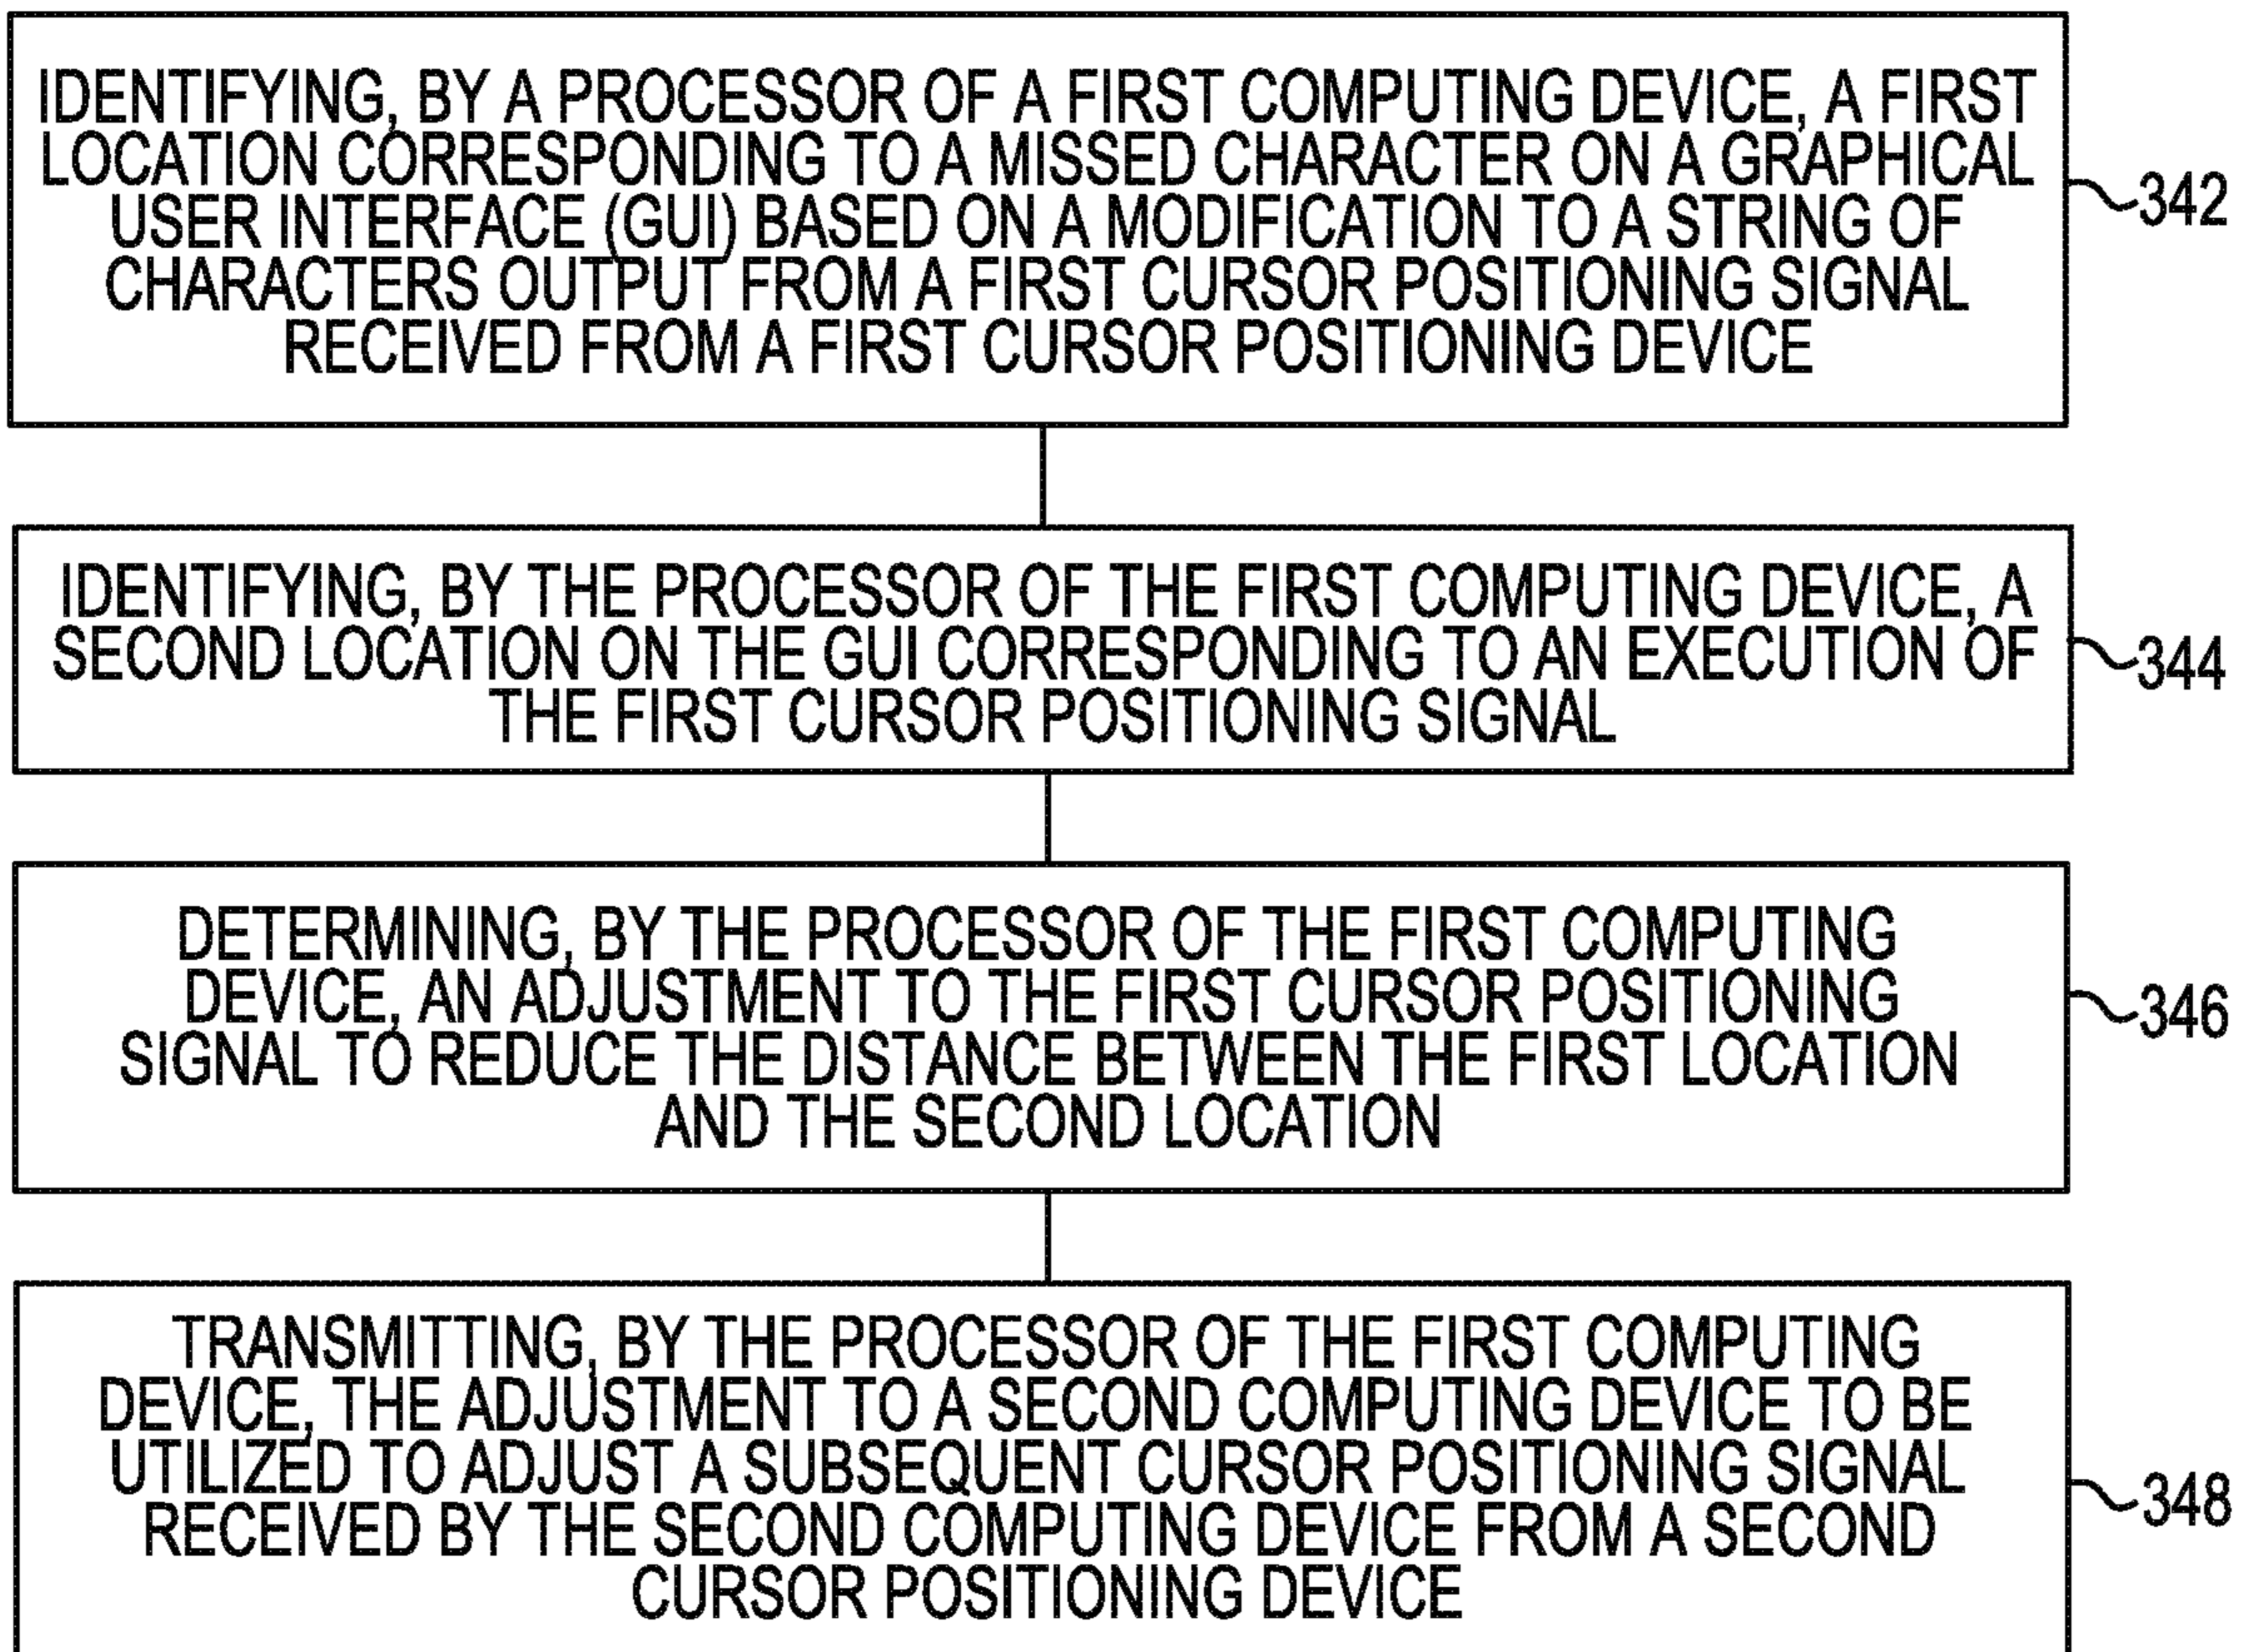 IDENTIFYING, BY A PROCESSOR OF A FIRST COMPUTING DEVICE, A FIRST
LOCATION CORRESPONDING TO A MISSED CHARACTER ON A GRAPHICAL
USER INTERFACE (GUI) BASED ON A MODIFICATION TO A STRING OF
CHARACTERS OUTPUT FROM A FIRST CURSOR POSITIONING SIGNAL
RECEIVED FROM A FIRST CURSOR POSITIONING DEVICE
342
IDENTIFYING, BY THE PROCESSOR OF THE FIRST COMPUTING DEVICE, A
SECOND LOCATION ON THE GUI CORRESPONDING TO AN EXECUTION OF
THE FIRST CURSOR POSITIONING SIGNAL
344
DETERMINING, BY THE PROCESSOR OF THE FIRST COMPUTING
DEVICE, AN ADJUSTMENT TO THE FIRST CURSOR POSITIONING
SIGNAL TO REDUCE THE DISTANCE BETWEEN THE FIRST LOCATION
AND THE SECOND LOCATION
346
TRANSMITTING, BY THE PROCESSOR OF THE FIRST COMPUTING
DEVICE, THE ADJUSTMENT TO A SECOND COMPUTING DEVICE TO BE
UTILIZED TO ADJUST A SUBSEQUENT CURSOR POSITIONING SIGNAL
RECEIVED BY THE SECOND COMPUTING DEVICE FROM A SECOND
CURSOR POSITIONING DEVICE
348